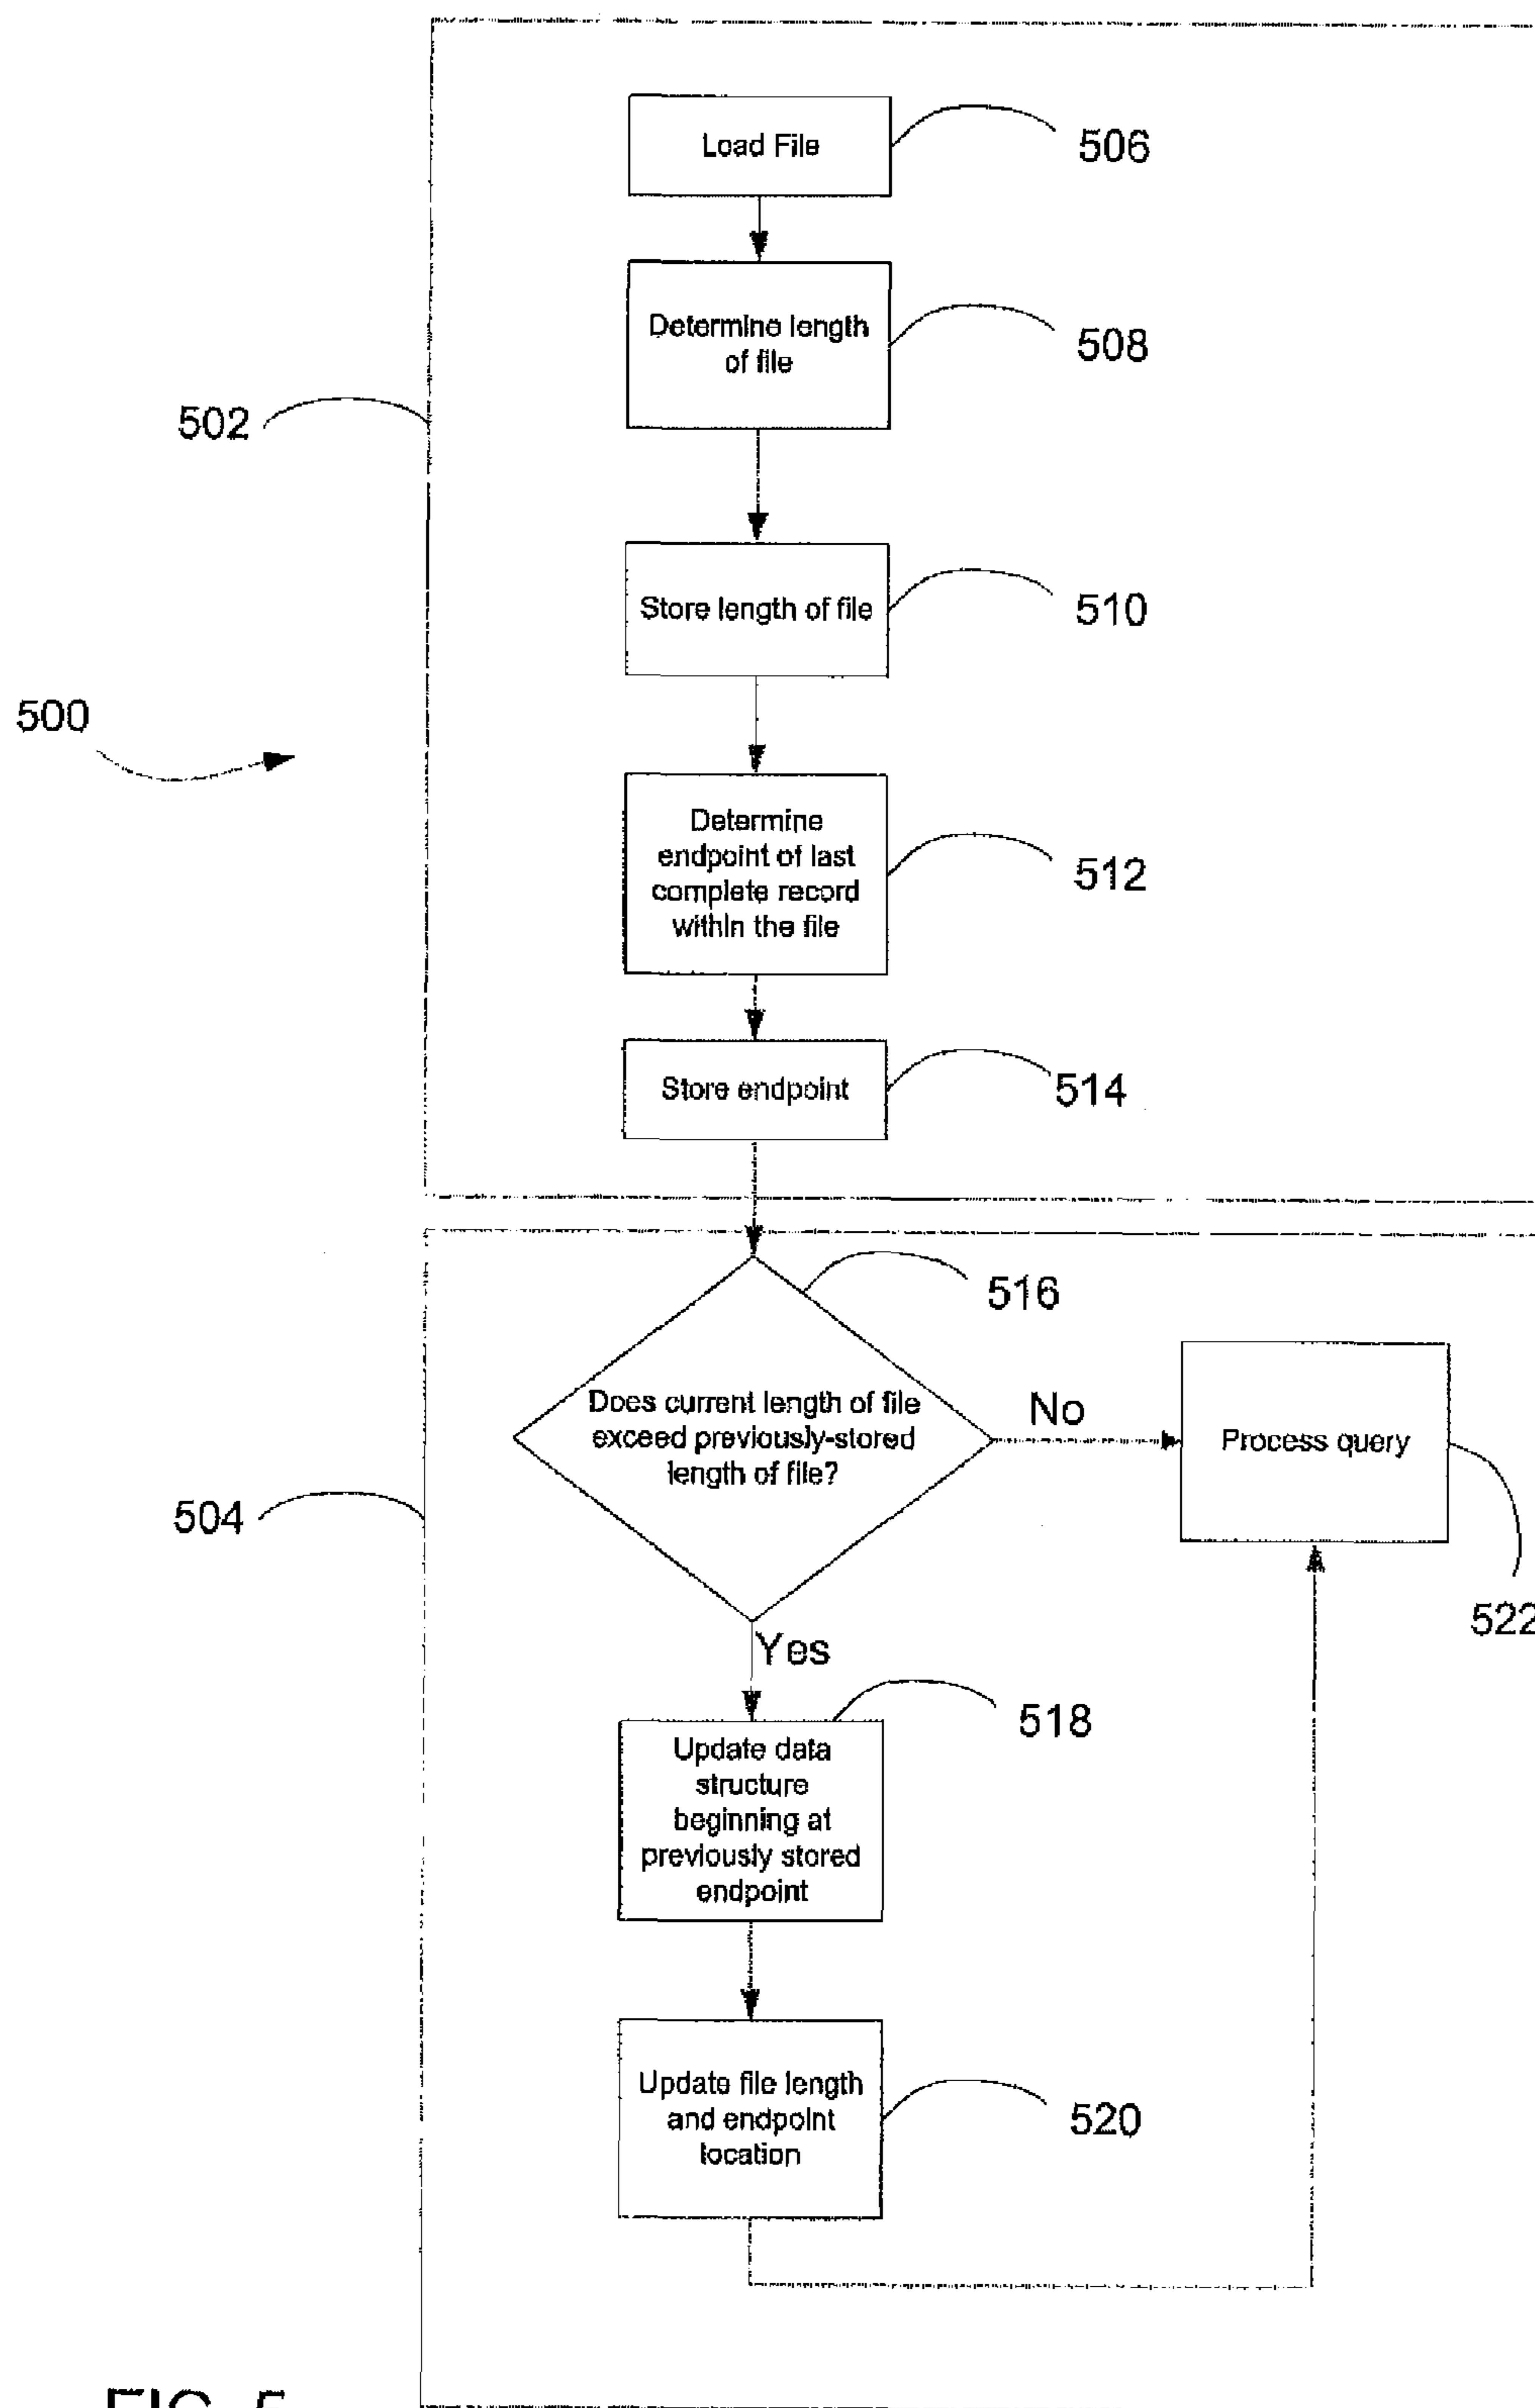 Load File
506
Determine length
of file
508
502
Store length of file
510
500
Determine
endpoint of last
complete record
within the file
512
Store endpoint
514
516
Does current length of file
exceed previously-stored
length of file?
No
Process query
504
522
Yes
518
Update data
structure
beginning at
previously stored
endpoint
Update file length
and endpoint
location
520
FIG. 5